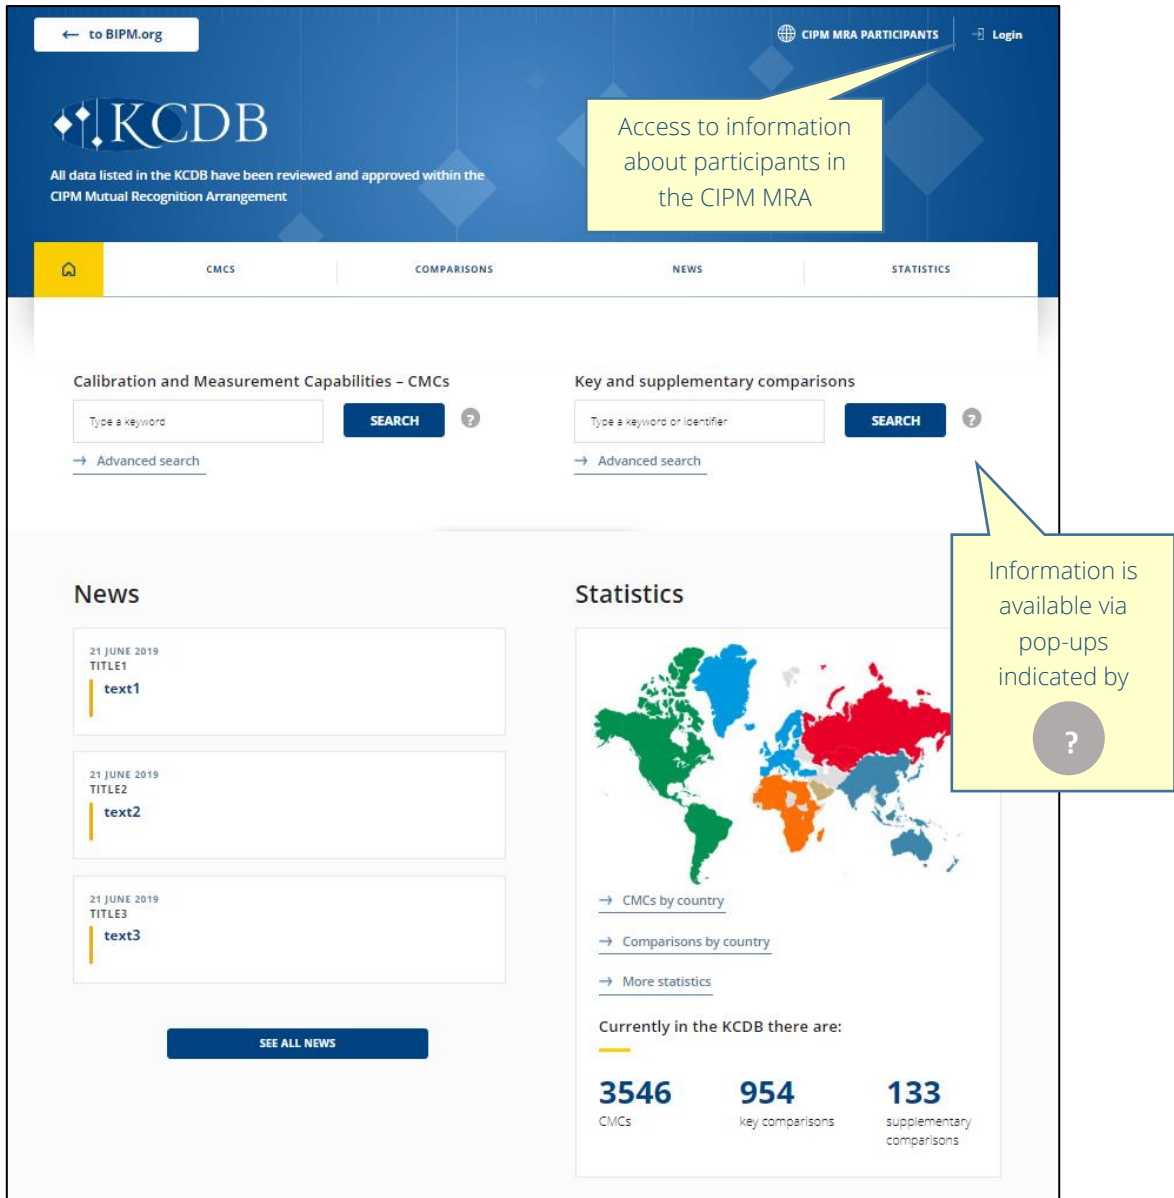 ← to BIPM.org
CIPM MRA PARTICIPANTS
Login
KCDB
All data listed in the KCDB have been reviewed and approved within the
CIPM Mutual Recognition Arrangement
Access to information
about participants in
the CIPM MRA
CMCS
COMPARISONS
NEWS
STATISTICS
Calibration and Measurement Capabilities – CMCs
Type a keyword
SEARCH
?
→ Advanced search
Key and supplementary comparisons
Type a keyword or identifier
SEARCH
?
→ Advanced search
Information is
available via
pop-ups
indicated by
?
News
21 JUNE 2019
TITLE1
text1
21 JUNE 2019
TITLE2
text2
21 JUNE 2019
TITLE3
text3
SEE ALL NEWS
Statistics
→ CMCs by country
→ Comparisons by country
→ More statistics
Currently in the KCDB there are:
3546
CMCs
954
key comparisons
133
supplementary
comparisons